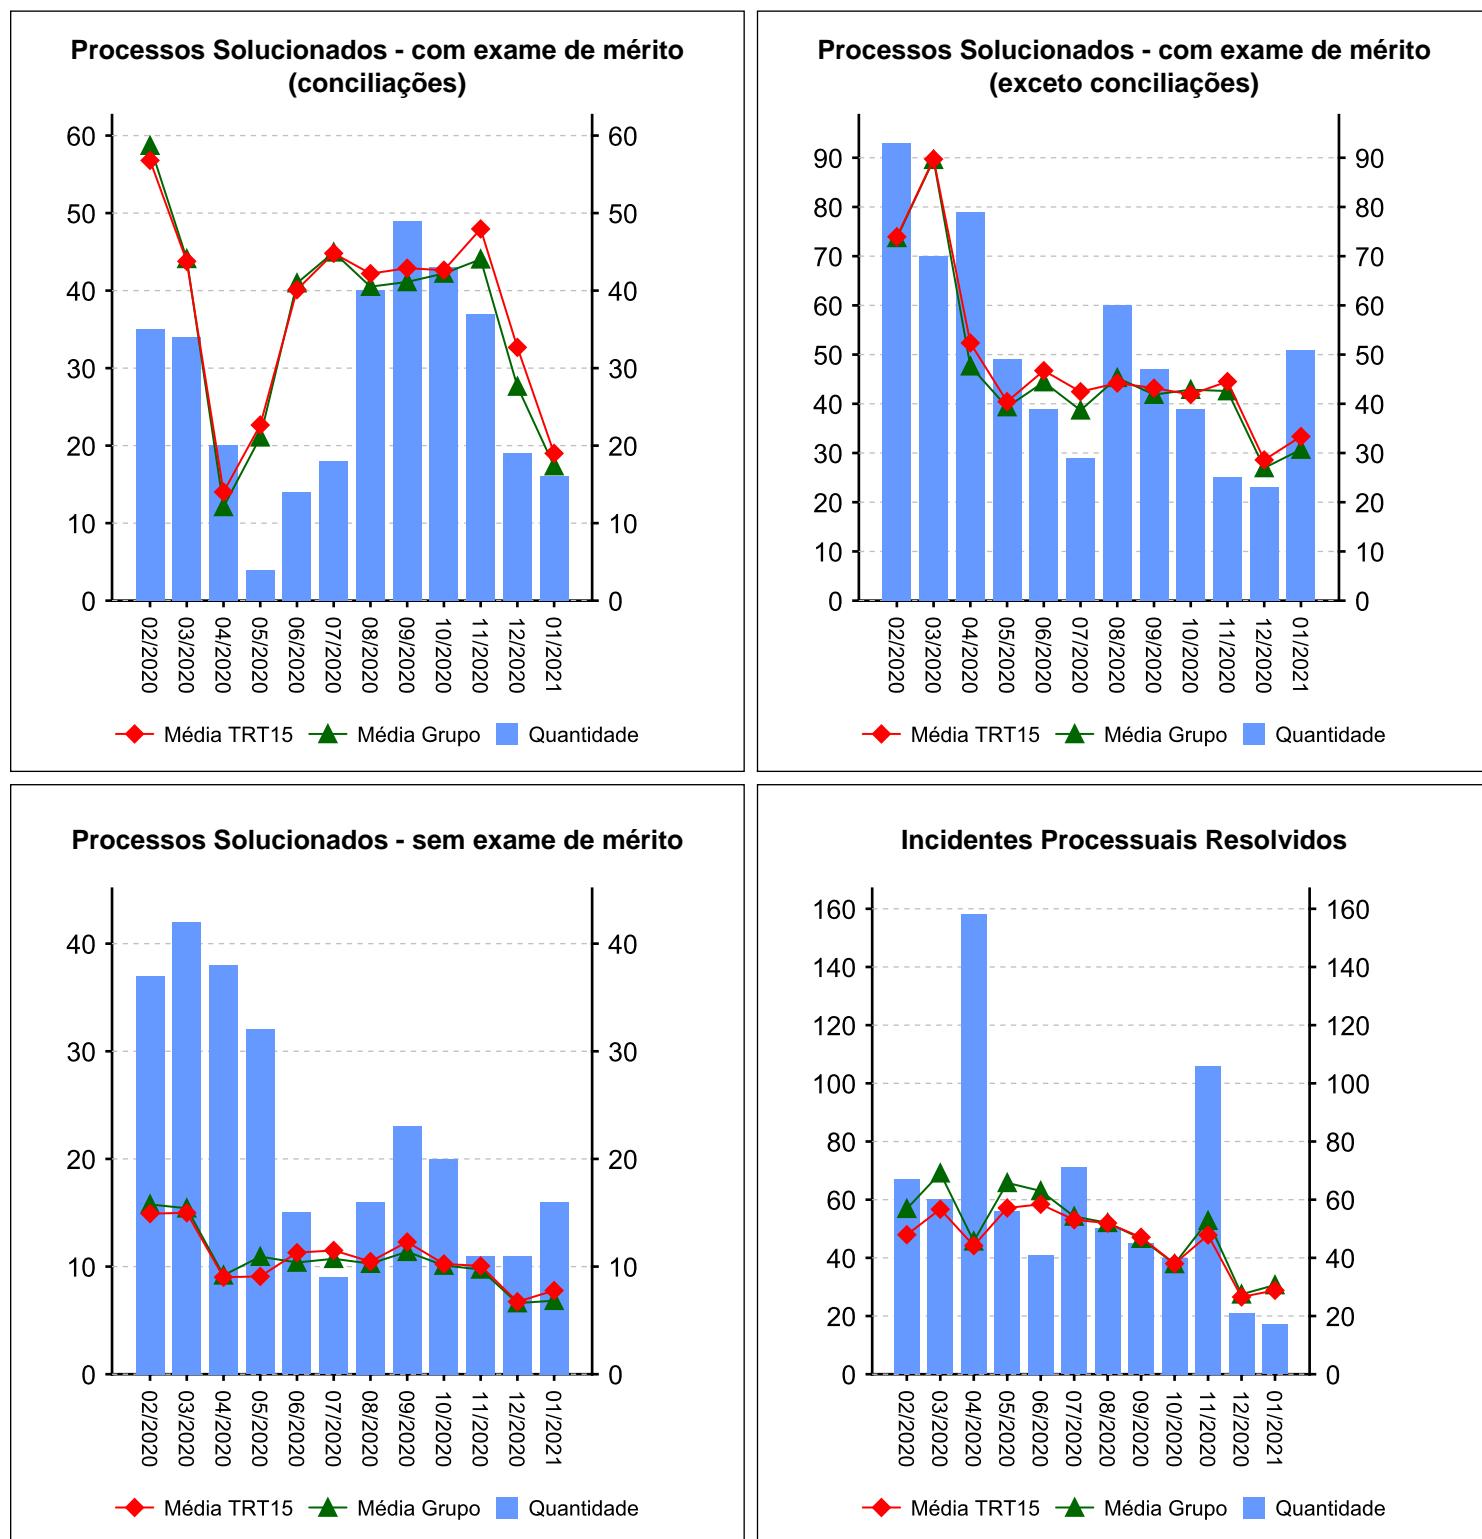 Processos Solucionados - com exame de mérito
(conciliações)
60 60
50 50
40 40
30 30
20 20
10 10
0 0
02/2020 03/2020 04/2020 05/2020 06/2020 07/2020 08/2020 09/2020 10/2020 11/2020 12/2020 01/2021
Média TRT15 Média Grupo Quantidade
Processos Solucionados - com exame de mérito
(exceto conciliações)
90 90
80 80
70 70
60 60
50 50
40 40
30 30
20 20
10 10
0 0
02/2020 03/2020 04/2020 05/2020 06/2020 07/2020 08/2020 09/2020 10/2020 11/2020 12/2020 01/2021
Média TRT15 Média Grupo Quantidade
Processos Solucionados - sem exame de mérito
40 40
30 30
20 20
10 10
0 0
02/2020 03/2020 04/2020 05/2020 06/2020 07/2020 08/2020 09/2020 10/2020 11/2020 12/2020 01/2021
Média TRT15 Média Grupo Quantidade
Incidentes Processuais Resolvidos
160 160
140 140
120 120
100 100
80 80
60 60
40 40
20 20
0 0
02/2020 03/2020 04/2020 05/2020 06/2020 07/2020 08/2020 09/2020 10/2020 11/2020 12/2020 01/2021
Média TRT15 Média Grupo Quantidade